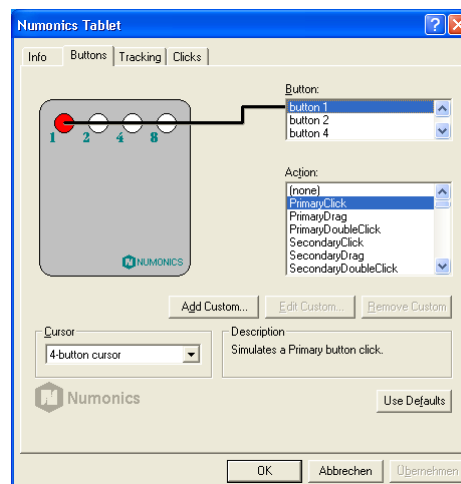 Numonics Tablet
Info Buttons Tracking Clicks
Button:
button 1
button 2
button 4
1 2 4 8
NUMONICS
Action:
(none)
PrimaryClick
PrimaryDrag
PrimaryDoubleClick
SecondaryClick
SecondaryDrag
SecondaryDoubleClick
Add Custom... Edit Custom... Remove Custom
Cursor
4-button cursor
Description
Simulates a Primary button click.
Numonics
Use Defaults
OK Abbrechen Übernehmen